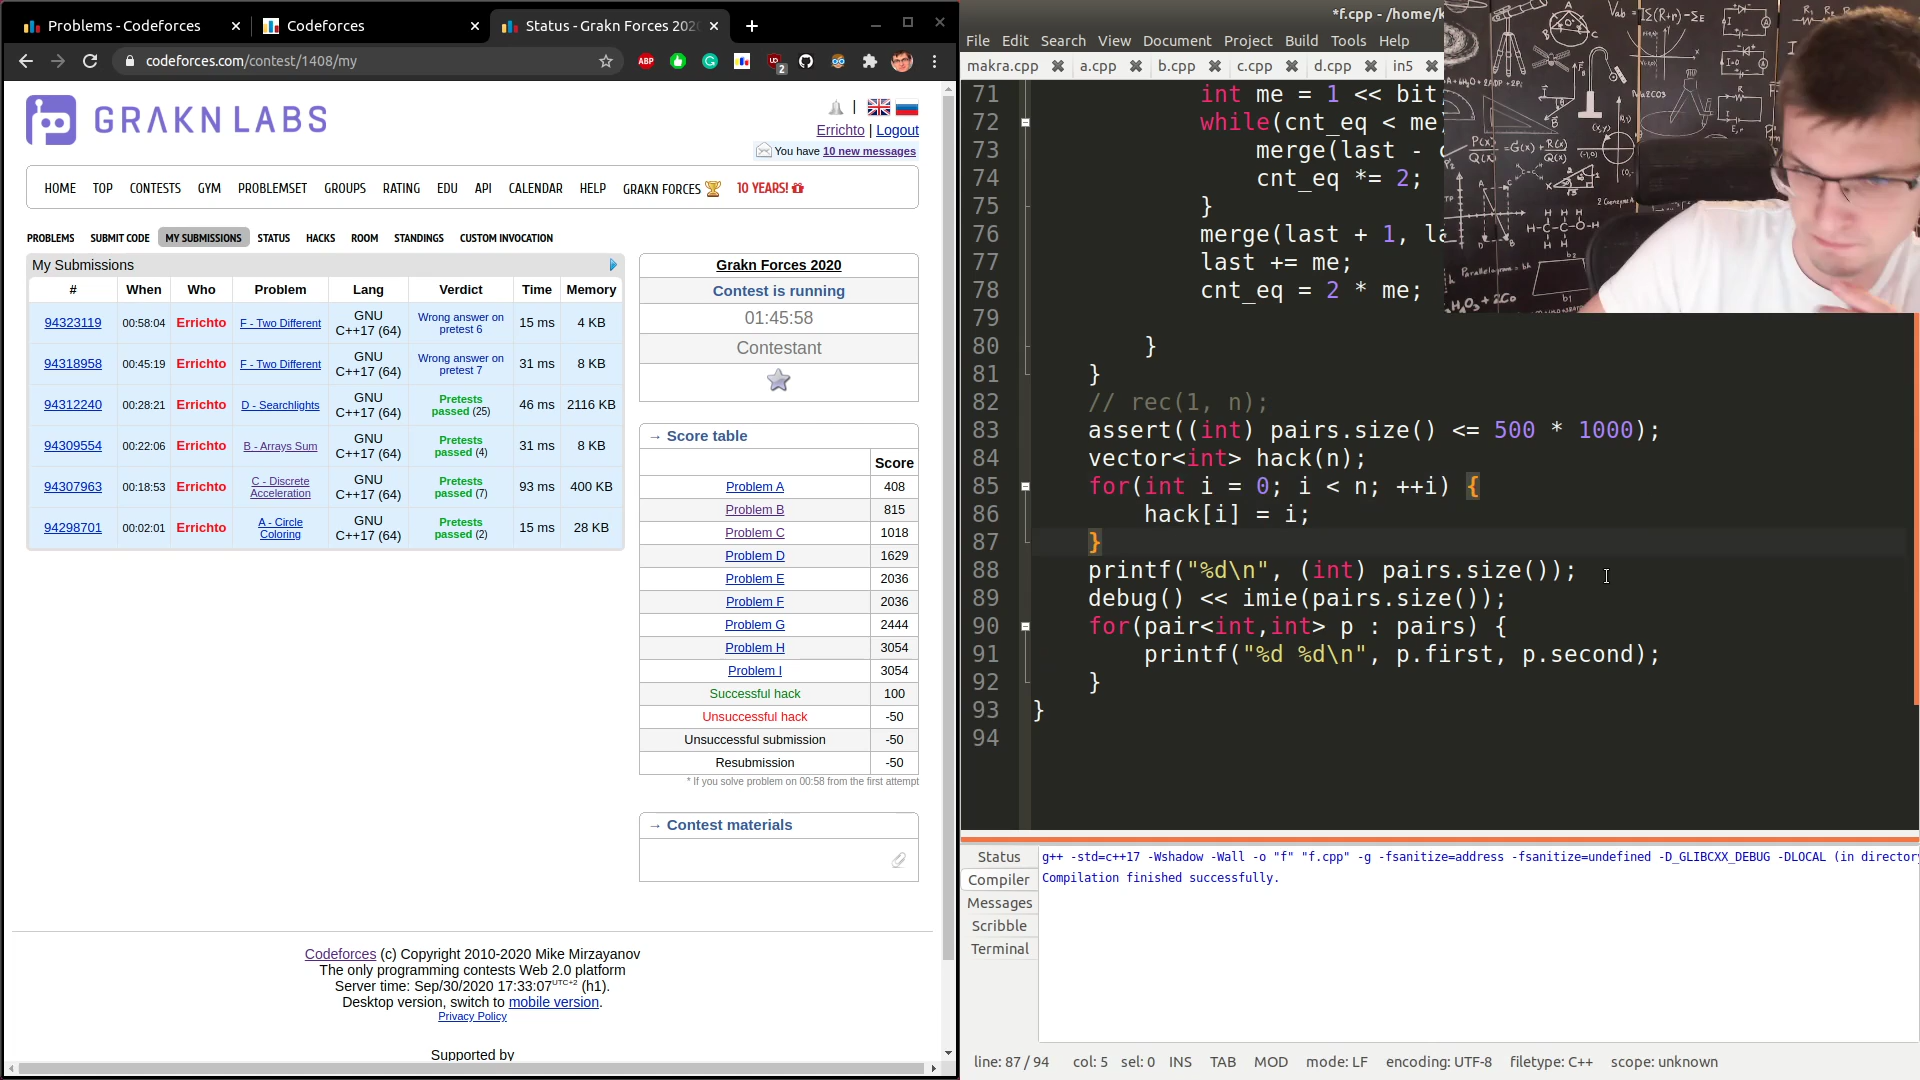 Problems - Codeforces
Codeforces
Status - Grakn Forces 202
codeforces.com/contest/1408/my
GRAKN LABS
Errichto | Logout
You have 10 new messages
HOME TOP CONTESTS GYM PROBLEMSET GROUPS RATING EDU API CALENDAR HELP GRAKN FORCES 10 YEARS!
PROBLEMS SUBMIT CODE MY SUBMISSIONS STATUS HACKS ROOM STANDINGS CUSTOM INVOCATION
My Submissions
# When Who Problem Lang Verdict Time Memory
94323119 00:58:04 Errichto F - Two Different GNU C++17 (64) Wrong answer on pretest 6 15 ms 4 KB
94318958 00:45:19 Errichto F - Two Different GNU C++17 (64) Wrong answer on pretest 7 31 ms 8 KB
94312240 00:28:21 Errichto D - Searchlights GNU C++17 (64) Pretests passed (25) 46 ms 2116 KB
94309554 00:22:06 Errichto B - Arrays Sum GNU C++17 (64) Pretests passed (4) 31 ms 8 KB
94307963 00:18:53 Errichto C - Discrete Acceleration GNU C++17 (64) Pretests passed (7) 93 ms 400 KB
94298701 00:02:01 Errichto A - Circle Coloring GNU C++17 (64) Pretests passed (2) 15 ms 28 KB
Grakn Forces 2020
Contest is running
01:45:58
Contestant
→ Score table
Score
Problem A 408
Problem B 815
Problem C 1018
Problem D 1629
Problem E 2036
Problem F 2036
Problem G 2444
Problem H 3054
Problem I 3054
Successful hack 100
Unsuccessful hack -50
Unsuccessful submission -50
Resubmission -50
* If you solve problem on 00:58 from the first attempt
→ Contest materials
Codeforces (c) Copyright 2010-2020 Mike Mirzayanov
The only programming contests Web 2.0 platform
Server time: Sep/30/2020 17:33:07UTC+2 (h1).
Desktop version, switch to mobile version.
Privacy Policy
Supported by
*f.cpp - /home/k
File Edit Search View Document Project Build Tools Help
makra.cpp a.cpp b.cpp c.cpp d.cpp in5
71 int me = 1 << bit
72 while(cnt_eq < me
73 merge(last -
74 cnt_eq *= 2;
75 }
76 merge(last + 1, la
77 last += me;
78 cnt_eq = 2 * me;
79
80 }
81 }
82 // rec(1, n);
83 assert((int) pairs.size() <= 500 * 1000);
84 vector<int> hack(n);
85 for(int i = 0; i < n; ++i) {
86 hack[i] = i;
87 }
88 printf("%d\n", (int) pairs.size());
89 debug() << imie(pairs.size());
90 for(pair<int,int> p : pairs) {
91 printf("%d %d\n", p.first, p.second);
92 }
93 }
94
Status
Compiler
Messages
Scribble
Terminal
g++ -std=c++17 -Wshadow -Wall -o "f" "f.cpp" -g -fsanitize=address -fsanitize=undefined -D_GLIBCXX_DEBUG -DLOCAL (in director
Compilation finished successfully.
line: 87 / 94 col: 5 sel: 0 INS TAB MOD mode: LF encoding: UTF-8 filetype: C++ scope: unknown